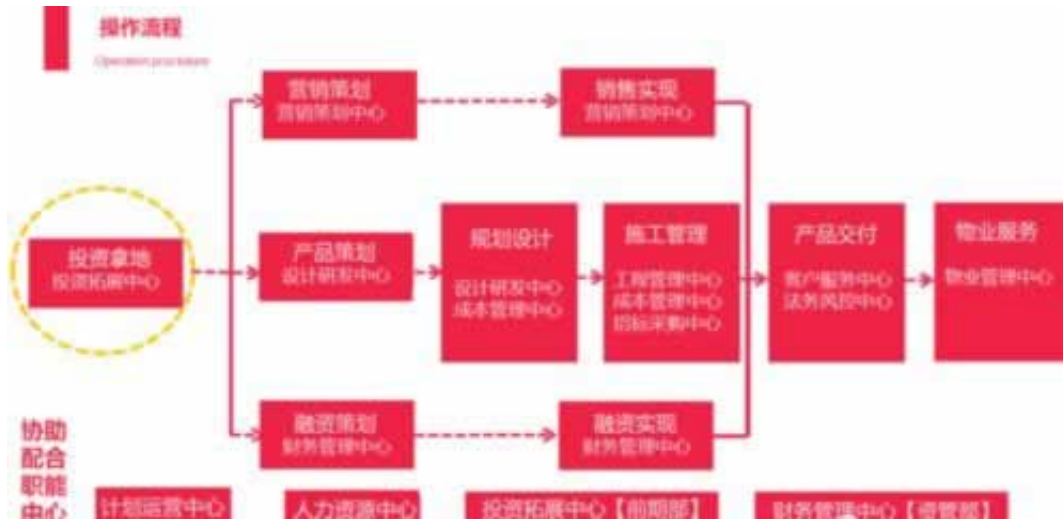 操作流程
Operation procedure
营销策划
营销策划中心
销售实现
营销策划中心
投资拿地
投资拓展中心
产品策划
设计研发中心
规划设计
设计研发中心
成本管理中心
施工管理
工程管理中心
成本管理中心
招标采购中心
产品交付
客户服务中心
法务风控中心
物业服务
物业管理中心
融资策划
财务管理中心
融资实现
财务管理中心
协助
配合
职能
中心
计划运营中心
人力资源中心
投资拓展中心【前期部】
财务管理中心【资管部】